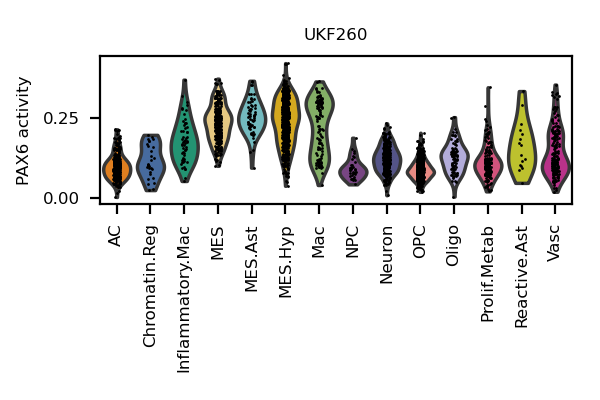 UKF260
PAX6 activity
0.25
0.00
AC
Chromatin.Reg
Inflammatory.Mac
MES
MES.Ast
MES.Hyp
Mac
NPC
Neuron
OPC
Oligo
Prolif.Metab
Reactive.Ast
Vasc